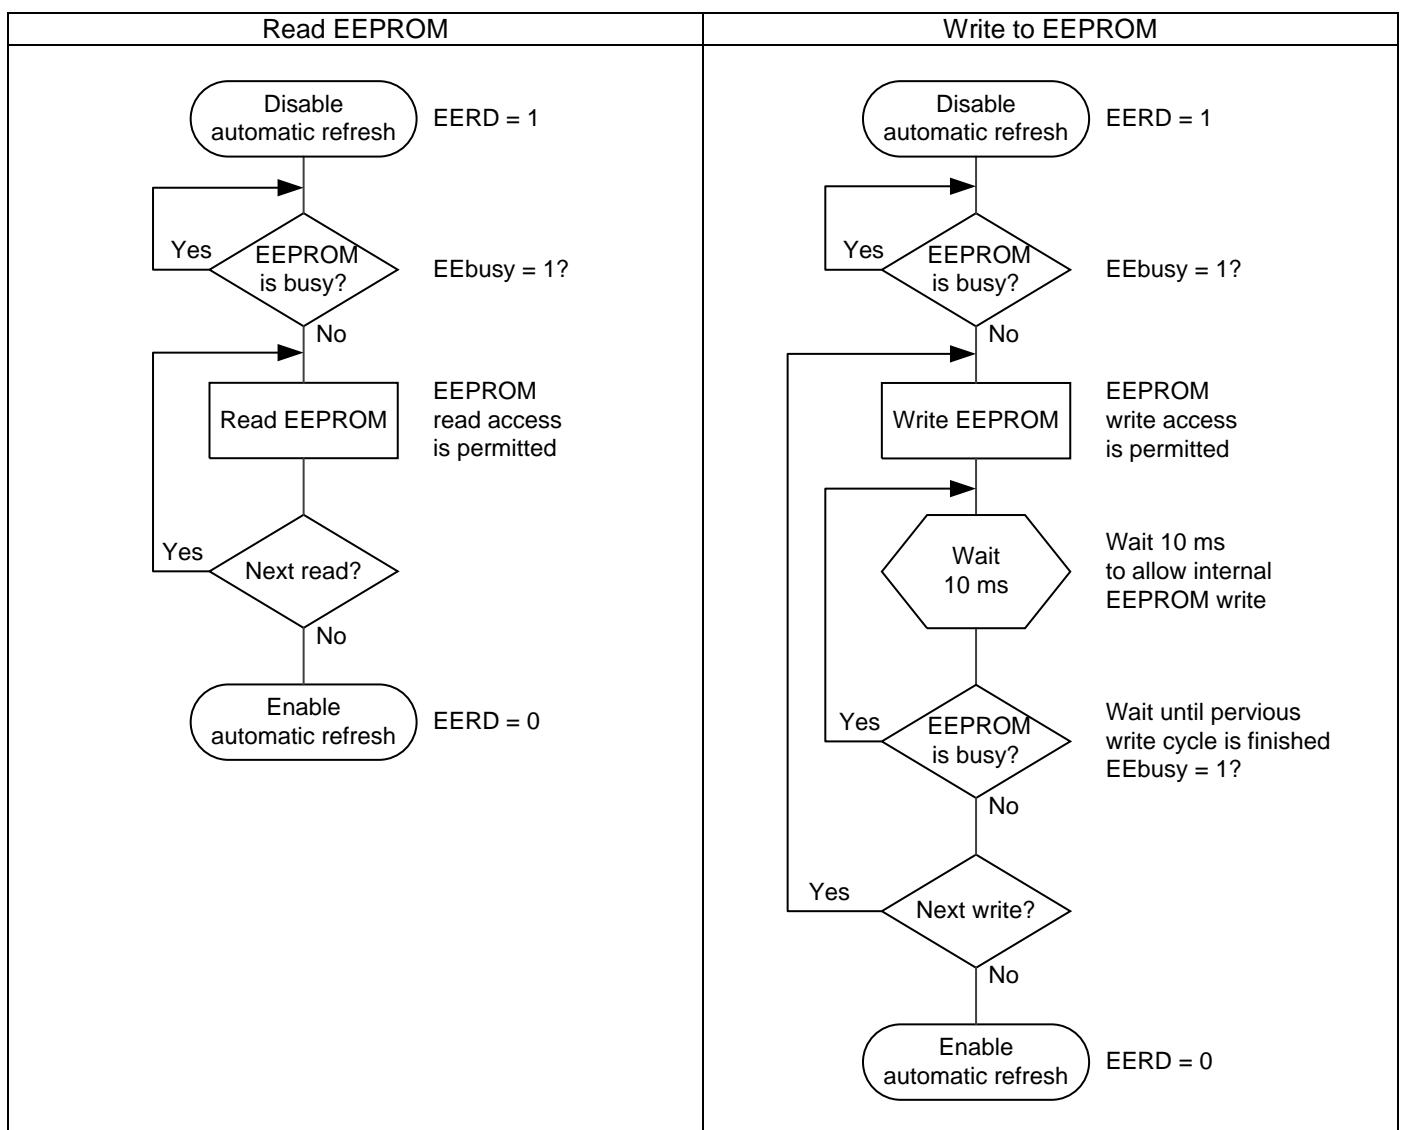 Read EEPROM
Disable
automatic refresh
EERD = 1
Yes
EEPROM
is busy?
EEbusy = 1?
No
Read EEPROM
EEPROM
read access
is permitted
Yes
Next read?
No
Enable
automatic refresh
EERD = 0
Write to EEPROM
Disable
automatic refresh
EERD = 1
Yes
EEPROM
is busy?
EEbusy = 1?
No
Write EEPROM
EEPROM
write access
is permitted
Wait
10 ms
Wait 10 ms
to allow internal
EEPROM write
Yes
EEPROM
is busy?
Wait until pervious
write cycle is finished
EEbusy = 1?
No
Yes
Next write?
No
Enable
automatic refresh
EERD = 0